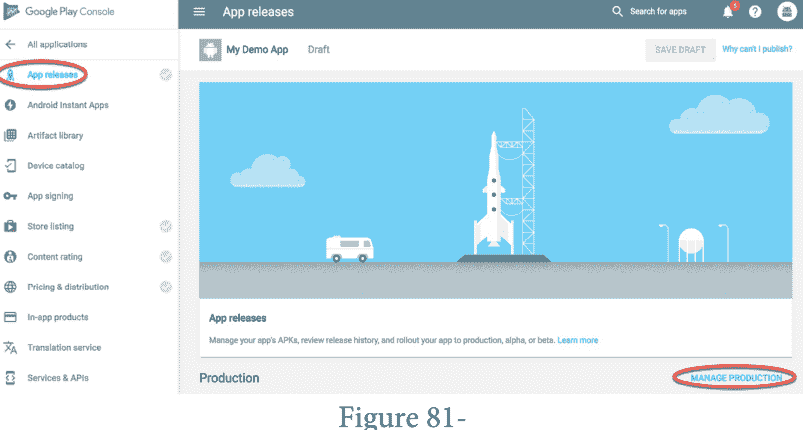 Google Play Console
App releases
Search for apps
1
All applications
My Demo App
Draft
SAVE DRAFT
Why can't I publish?
App releases
Android Instant Apps
Artifact library
Device catalog
App signing
Store listing
Content rating
Pricing & distribution
In-app products
Translation service
Services & APIs
App releases
Manage your app's APKs, review release history, and rollout your app to production, alpha, or beta. Learn more
Production
MANAGE PRODUCTION
Figure 81-